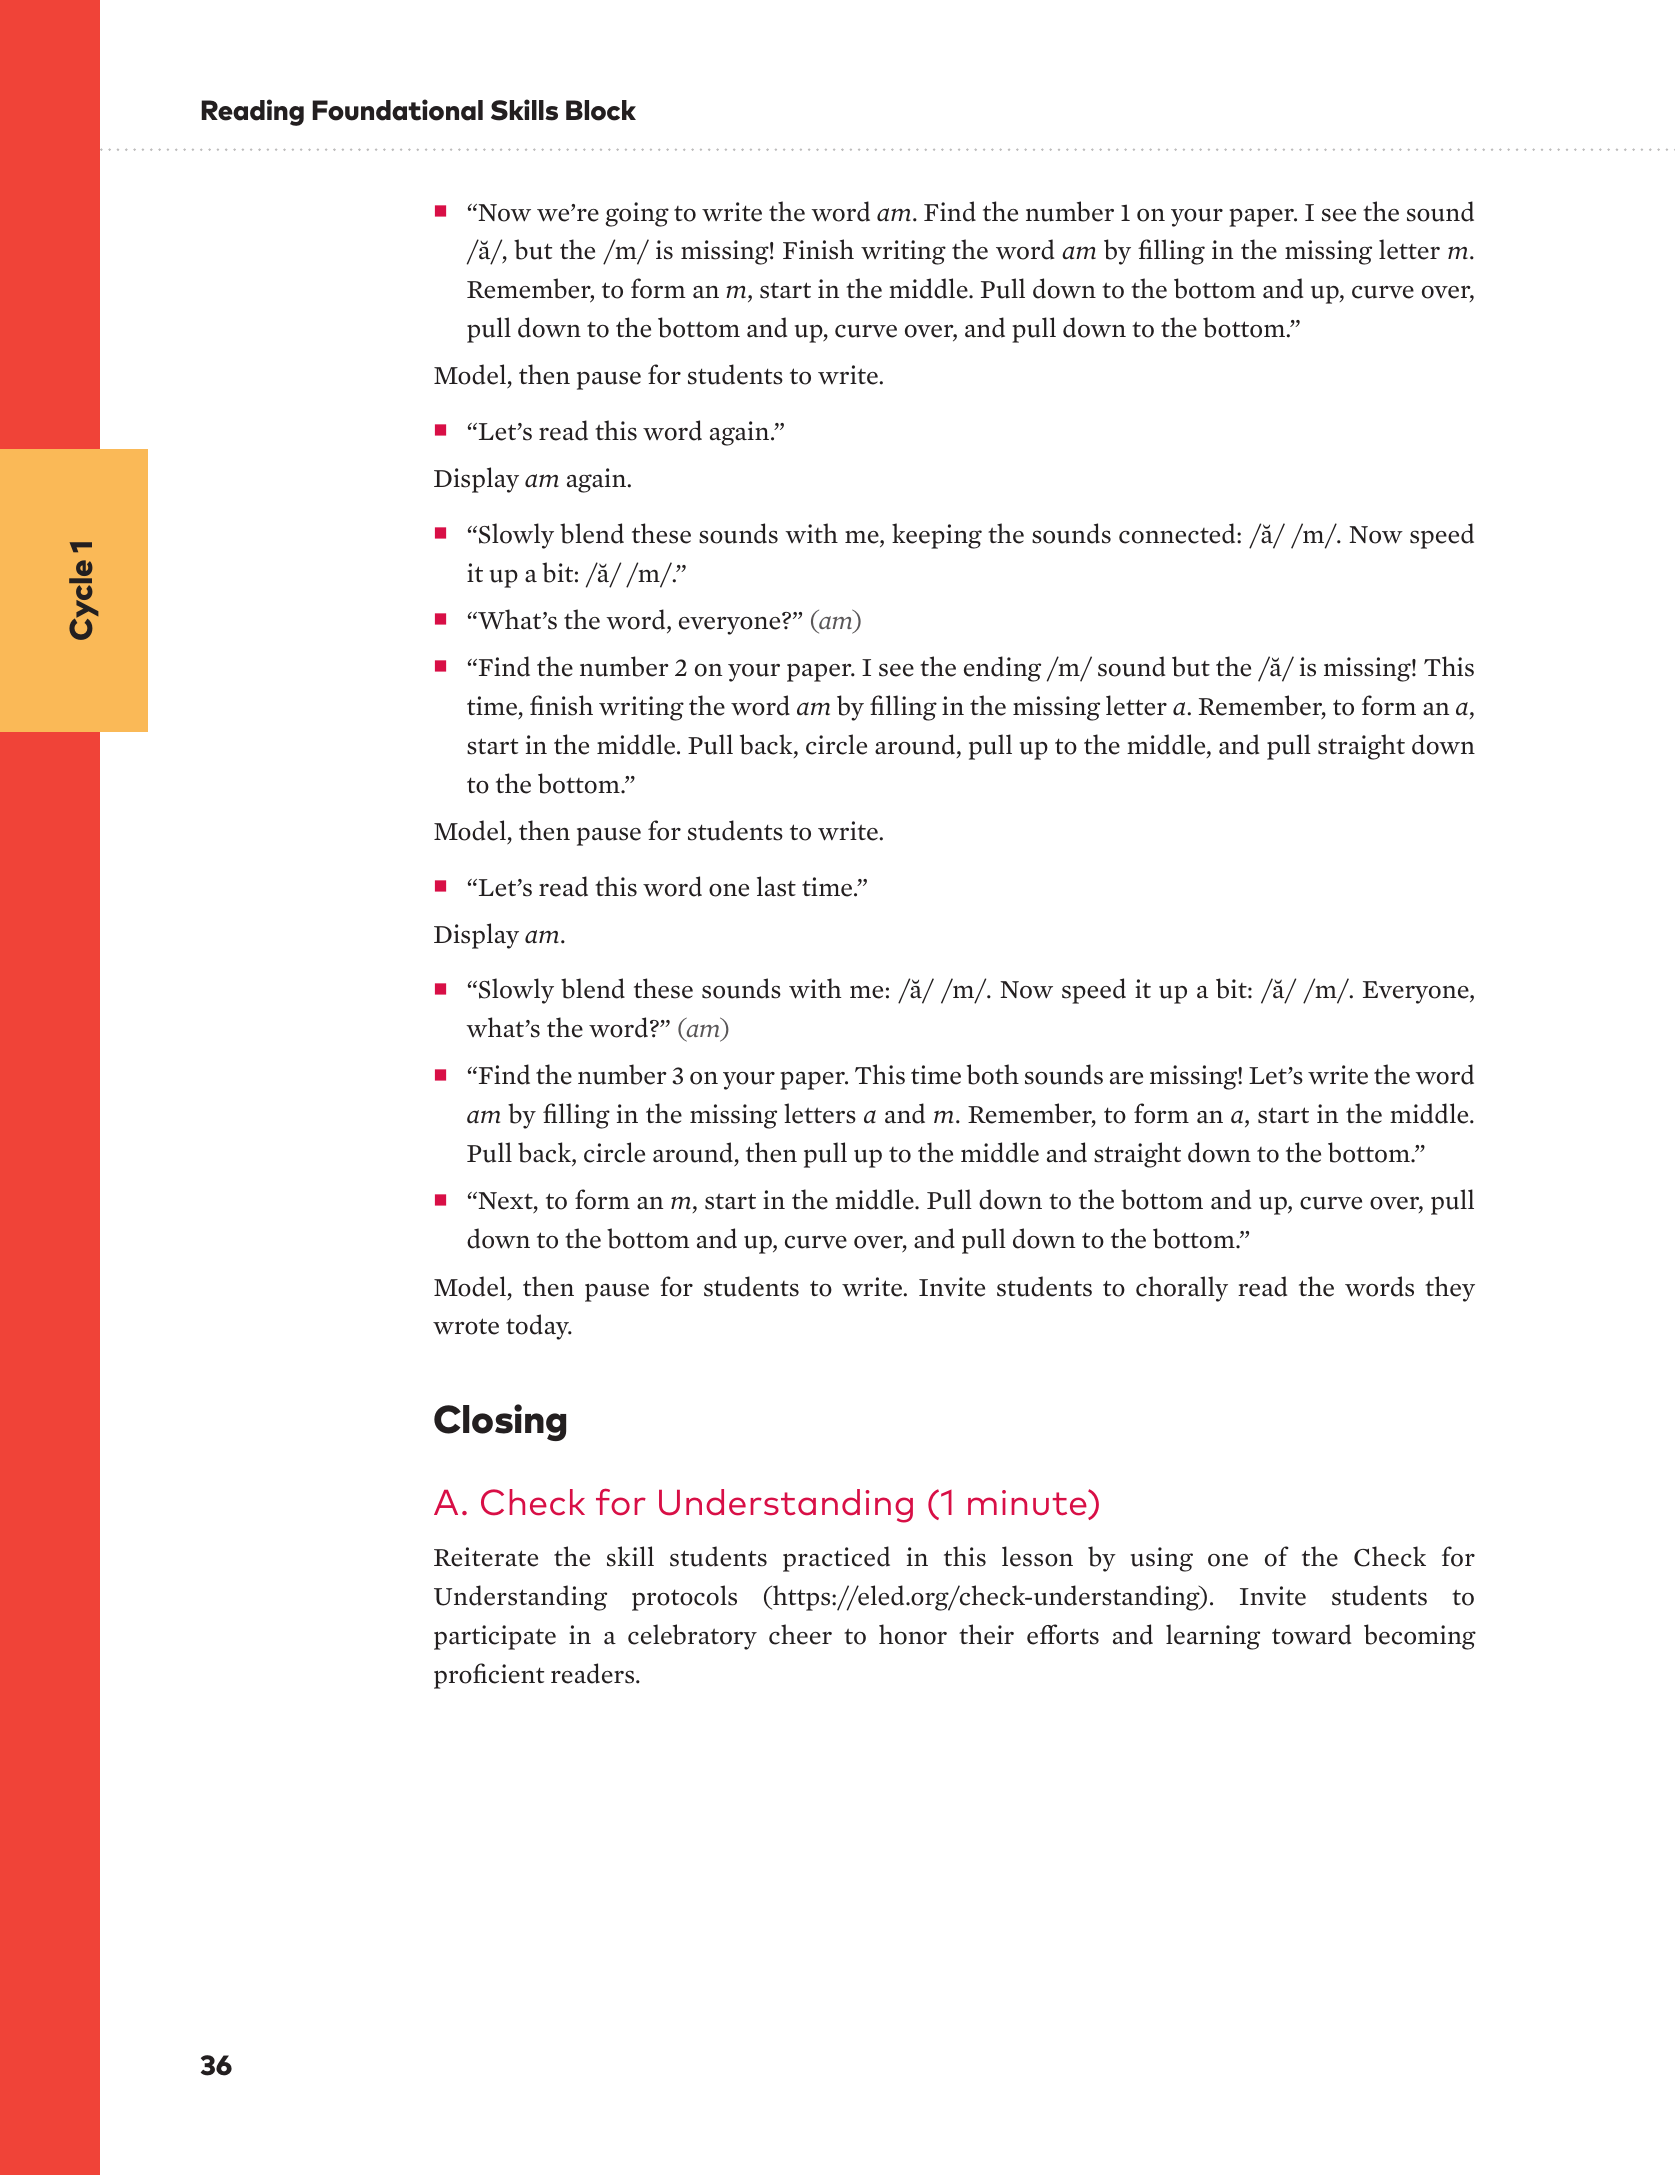 Reading Foundational Skills Block
“Now we’re going to write the word am. Find the number 1 on your paper. I see the sound
/ă/, but the /m/ is missing! Finish writing the word am by filling in the missing letter m.
Remember, to form an m, start in the middle. Pull down to the bottom and up, curve over,
pull down to the bottom and up, curve over, and pull down to the bottom.”
Model, then pause for students to write.
“Let’s read this word again.”
Display am again.
“Slowly blend these sounds with me, keeping the sounds connected: /ă/ /m/. Now speed
it up a bit: /ă/ /m/.”
“What’s the word, everyone?” (am)
“Find the number 2 on your paper. I see the ending /m/ sound but the /ă/ is missing! This
time, finish writing the word am by filling in the missing letter a. Remember, to form an a,
start in the middle. Pull back, circle around, pull up to the middle, and pull straight down
to the bottom.”
Model, then pause for students to write.
“Let’s read this word one last time.”
Display am.
“Slowly blend these sounds with me: /ă/ /m/. Now speed it up a bit: /ă/ /m/. Everyone,
what’s the word?” (am)
“Find the number 3 on your paper. This time both sounds are missing! Let’s write the word
am by filling in the missing letters a and m. Remember, to form an a, start in the middle.
Pull back, circle around, then pull up to the middle and straight down to the bottom.”
“Next, to form an m, start in the middle. Pull down to the bottom and up, curve over, pull
down to the bottom and up, curve over, and pull down to the bottom.”
Model, then pause for students to write. Invite students to chorally read the words they
wrote today.
Closing
A. Check for Understanding (1 minute)
Reiterate the skill students practiced in this lesson by using one of the Check for
Understanding protocols (https://eled.org/check-understanding). Invite students to
participate in a celebratory cheer to honor their efforts and learning toward becoming
proficient readers.
Cycle 1
36